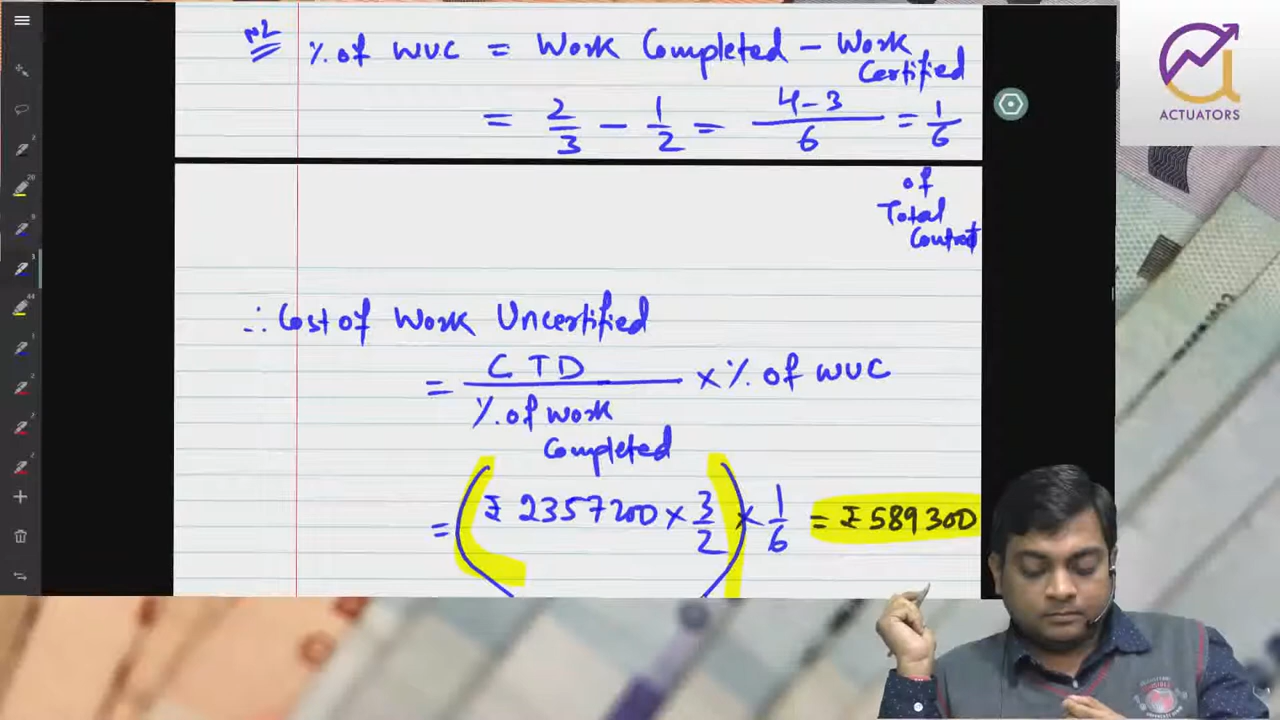 N2 % of WUC = Work Completed - Work Certified
= 2/3 - 1/2 = 4-3/6 = 1/6
of
Total
Contract
∴ Cost of Work Uncertified
= CTD / % of work Completed × % of WUC
= (₹ 2357200 × 3/2) × 1/6 = ₹ 589300
ACTUATORS